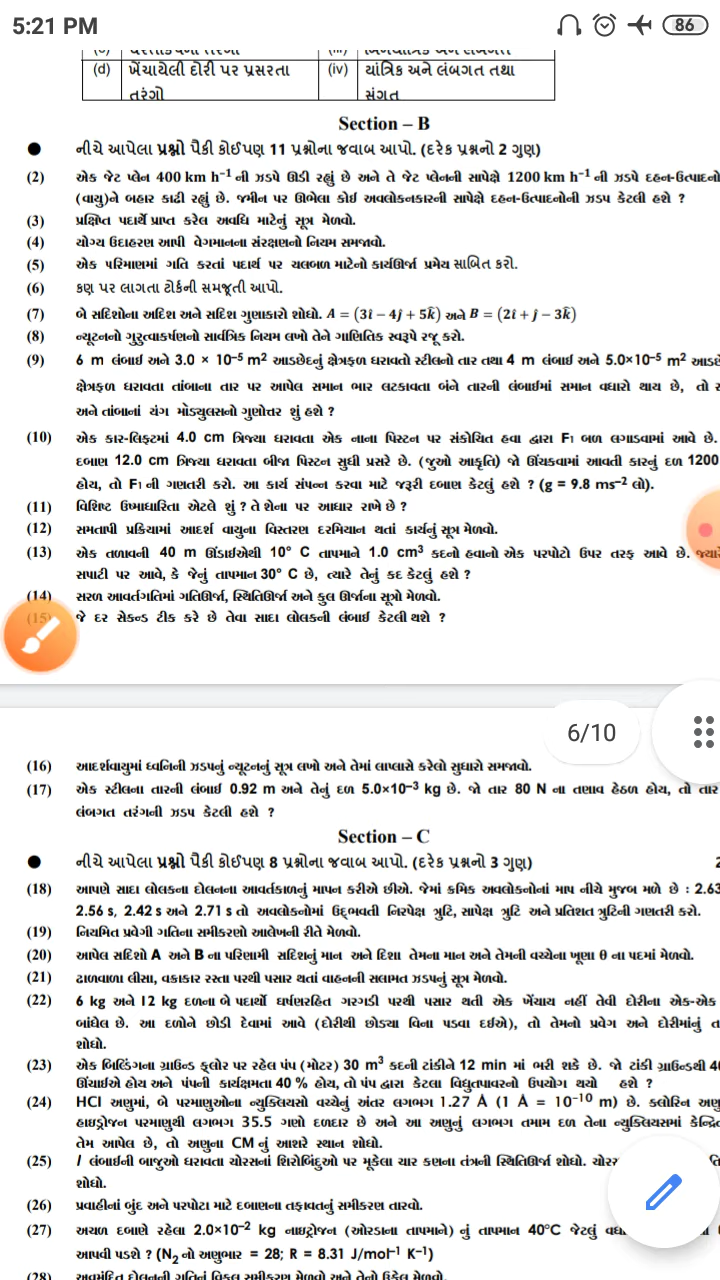 5:21 PM 86
(d) ખેંચાયેલી દોરી પર પ્રસરતા (iv) યાંત્રિક અને લંબગત તથા
તરંગો સંગત
Section – B
● નીચે આપેલા પ્રશ્નો પૈકી કોઈપણ 11 પ્રશ્નોના જવાબ આપો. (દરેક પ્રશ્નનો 2 ગુણ)
(2) એક જેટ પ્લેન 400 km h⁻¹ ની ઝડપે ઊડી રહ્યું છે અને તે જેટ પ્લેનની સાપેક્ષે 1200 km h⁻¹ ની ઝડપે દહન-ઉત્પાદનો
(વાયુ)ને બહાર કાઢી રહ્યું છે. જમીન પર ઊભેલા કોઈ અવલોકનકારની સાપેક્ષે દહન-ઉત્પાદનોની ઝડપ કેટલી હશે ?
(3) પ્રક્ષિપ્ત પદાર્થે પ્રાપ્ત કરેલ અવધિ માટેનું સૂત્ર મેળવો.
(4) યોગ્ય ઉદાહરણ આપી વેગમાનના સંરક્ષણનો નિયમ સમજાવો.
(5) એક પરિમાણમાં ગતિ કરતાં પદાર્થ પર ચલબળ માટેનો કાર્યઊર્જા પ્રમેય સાબિત કરો.
(6) કણ પર લાગતા ટોર્કની સમજૂતી આપો.
(7) બે સદિશોના અદિશ અને સદિશ ગુણાકારો શોધો. A = (3î − 4ĵ + 5k̂) અને B = (2î + ĵ − 3k̂)
(8) ન્યૂટનનો ગુરુત્વાકર્ષણનો સાર્વત્રિક નિયમ લખો તેને ગાણિતિક સ્વરૂપે રજૂ કરો.
(9) 6 m લંબાઈ અને 3.0 × 10⁻⁵ m² આડછેદનું ક્ષેત્રફળ ધરાવતો સ્ટીલનો તાર તથા 4 m લંબાઈ અને 5.0×10⁻⁵ m²
ક્ષેત્રફળ ધરાવતા તાંબાના તાર પર આપેલ સમાન ભાર લટકાવતા બંને તારની લંબાઈમાં સમાન વધારો થાય છે, તો
અને તાંબાનાં યંગ મૉડ્યુલસનો ગુણોત્તર શું હશે ?
(10) એક કાર-લિફ્ટમાં 4.0 cm ત્રિજ્યા ધરાવતા એક નાના પિસ્ટન પર સંકોચિત હવા દ્વારા F₁ બળ લગાડવામાં આવે છે.
દબાણ 12.0 cm ત્રિજ્યા ધરાવતા બીજા પિસ્ટન સુધી પ્રસરે છે. (જુઓ આકૃતિ) જો ઊંચકવામાં આવતી કારનું દળ 1200
હોય, તો F₁ ની ગણતરી કરો. આ કાર્ય સંપન્ન કરવા માટે જરૂરી દબાણ કેટલું હશે ? (g = 9.8 ms⁻² લો).
(11) વિશિષ્ટ ઉષ્માધારિતા એટલે શું ? તે શેના પર આધાર રાખે છે ?
(12) સમતાપી પ્રક્રિયામાં આદર્શ વાયુના વિસ્તરણ દરમિયાન થતાં કાર્યનું સૂત્ર મેળવો.
(13) એક તળાવની 40 m ઊંડાઈએથી 10° C તાપમાને 1.0 cm³ કદનો હવાનો એક પરપોટો ઉપર તરફ આવે છે.
સપાટી પર આવે, કે જેનું તાપમાન 30° C છે, ત્યારે તેનું કદ કેટલું હશે ?
(14) સરળ આવર્તગતિમાં ગતિઊર્જા, સ્થિતિઊર્જા અને કુલ ઊર્જાના સૂત્રો મેળવો.
(15) જે દર સેકન્ડ ટીક કરે છે તેવા સાદા લોલકની લંબાઈ કેટલી થશે ?
6/10
(16) આદર્શવાયુમાં ધ્વનિની ઝડપનું ન્યૂટનનું સૂત્ર લખો અને તેમાં લાપ્લાસે કરેલો સુધારો સમજાવો.
(17) એક સ્ટીલના તારની લંબાઈ 0.92 m અને તેનું દળ 5.0×10⁻³ kg છે. જો તાર 80 N ના તણાવ હેઠળ હોય, તો તાર
લંબગત તરંગની ઝડપ કેટલી હશે ?
Section – C
● નીચે આપેલા પ્રશ્નો પૈકી કોઈપણ 8 પ્રશ્નોના જવાબ આપો. (દરેક પ્રશ્નનો 3 ગુણ) 2
(18) આપણે સાદા લોલકના દોલનના આવર્તકાળનું માપન કરીએ છીએ. જેમાં ક્રમિક અવલોકનોનાં માપ નીચે મુજબ મળે છે : 2.63
2.56 s, 2.42 s અને 2.71 s તો અવલોકનોમાં ઉદ્ભવતી નિરપેક્ષ ત્રુટિ, સાપેક્ષ ત્રુટિ અને પ્રતિશત ત્રુટિની ગણતરી કરો.
(19) નિયમિત પ્રવેગી ગતિના સમીકરણો આલેખની રીતે મેળવો.
(20) આપેલ સદિશો A અને B ના પરિણામી સદિશનું માન અને દિશા તેમના માન અને તેમની વચ્ચેના ખૂણા θ ના પદમાં મેળવો.
(21) ઢાળવાળા લીસા, વક્રાકાર રસ્તા પરથી પસાર થતાં વાહનની સલામત ઝડપનું સૂત્ર મેળવો.
(22) 6 kg અને 12 kg દળના બે પદાર્થો ઘર્ષણરહિત ગરગડી પરથી પસાર થતી એક ખેંચાય નહીં તેવી દોરીના એક-એક
બાંધેલ છે. આ દળોને છોડી દેવામાં આવે (દોરીથી છોડ્યા વિના પડવા દઈએ), તો તેમનો પ્રવેગ અને દોરીમાંનું ત
શોધો.
(23) એક બિલ્ડિંગના ગ્રાઉન્ડ ફ્લોર પર રહેલ પંપ (મોટર) 30 m³ કદની ટાંકીને 12 min માં ભરી શકે છે. જો ટાંકી ગ્રાઉન્ડથી 40
ઊંચાઈએ હોય અને પંપની કાર્યક્ષમતા 40 % હોય, તો પંપ દ્વારા કેટલા વિદ્યુતપાવરનો ઉપયોગ થયો હશે ?
(24) HCl અણુમાં, બે પરમાણુઓના ન્યુક્લિયસો વચ્ચેનું અંતર લગભગ 1.27 Å (1 Å = 10⁻¹⁰ m) છે. ક્લોરિન અણુ
હાઇડ્રોજન પરમાણુથી લગભગ 35.5 ગણો દળદાર છે અને આ અણુનું લગભગ તમામ દળ તેના ન્યુક્લિયસમાં કેન્દ્રિત
તેમ આપેલ છે, તો અણુના CM નું આશરે સ્થાન શોધો.
(25) l લંબાઈની બાજુઓ ધરાવતા ચોરસનાં શિરોબિંદુઓ પર મૂકેલા ચાર કણના તંત્રની સ્થિતિઊર્જા શોધો.
શોધો.
(26) પ્રવાહીનાં બુંદ અને પરપોટા માટે દબાણના તફાવતનું સમીકરણ તારવો.
(27) અચળ દબાણે રહેલા 2.0×10⁻² kg નાઇટ્રોજન (ઓરડાના તાપમાને) નું તાપમાન 40°C જેટલું
આપવી પડશે ? (N₂ નો અણુભાર = 28; R = 8.31 J/mol⁻¹ K⁻¹)
(28) અવમંદિત દોલનની ગતિનું વિકલ સમીકરણ મેળવો અને તેનો ઉકેલ મેળવો.